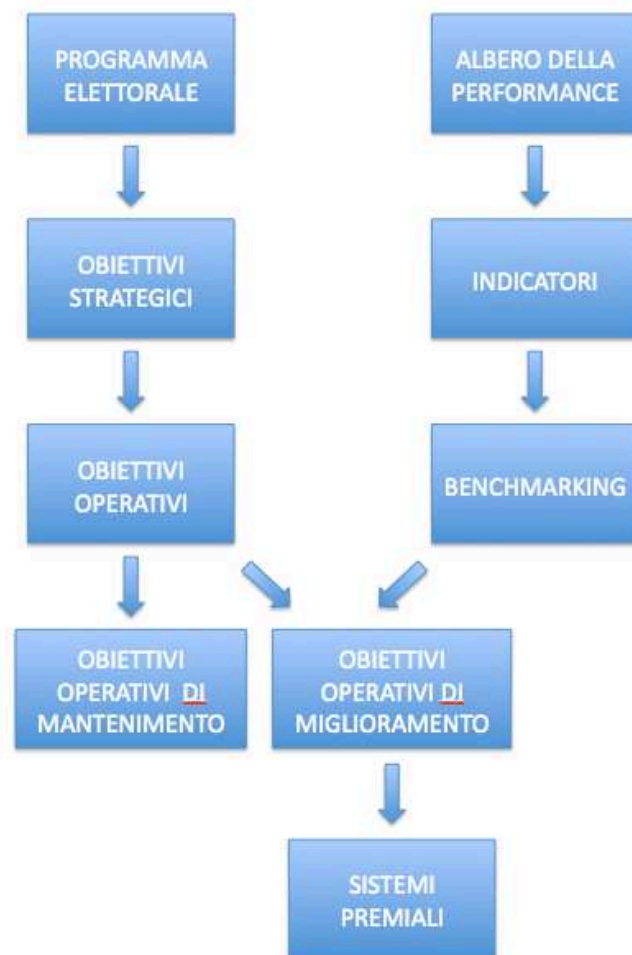 PROGRAMMA
ELETTORALE
ALBERO DELLA
PERFORMANCE
OBIETTIVI
STRATEGICI
INDICATORI
OBIETTIVI
OPERATIVI
BENCHMARKING
OBIETTIVI
OPERATIVI DI
MANTENIMENTO
OBIETTIVI
OPERATIVI DI
MIGLIORAMENTO
SISTEMI
PREMIALI